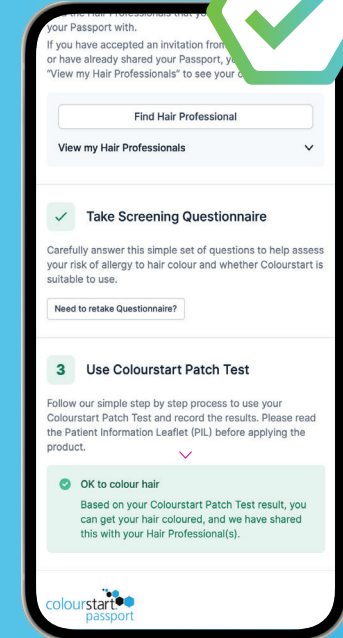 your Passport with.
If you have accepted an invitation from
or have already shared your Passport,
"View my Hair Professionals" to see your
Find Hair Professional
View my Hair Professionals
Take Screening Questionnaire
Carefully answer this simple set of questions to help assess
your risk of allergy to hair colour and whether Colourstart is
suitable to use.
Need to retake Questionnaire?
3 Use Colourstart Patch Test
Follow our simple step by step process to use your
Colourstart Patch Test and record the results. Please read
the Patient Information Leaflet (PIL) before applying the
product.
OK to colour hair
Based on your Colourstart Patch Test result, you
can get your hair coloured, and we have shared
this with your Hair Professional(s).
colourstart
passport